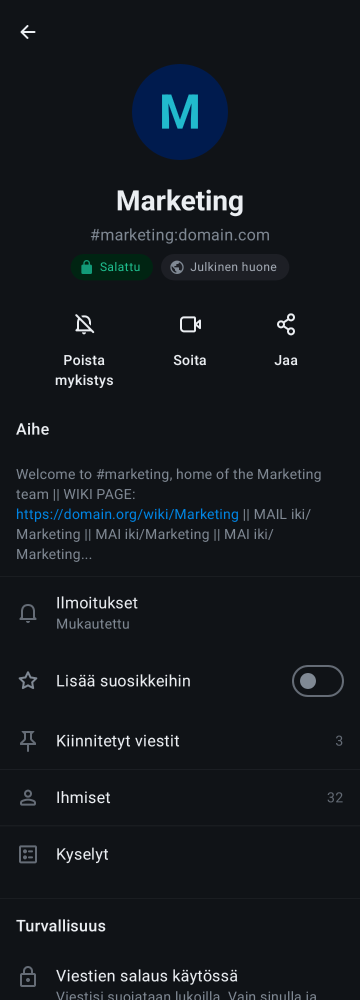 M
Marketing
#marketing:domain.com
Salattu
Julkinen huone
Poista
mykistys
Soita
Jaa
Aihe
Welcome to #marketing, home of the Marketing
team || WIKI PAGE:
https://domain.org/wiki/Marketing || MAIL iki/
Marketing || MAI iki/Marketing || MAI iki/
Marketing...
Ilmoitukset
Mukautettu
Lisää suosikkeihin
Kiinnitetyt viestit 3
Ihmiset 32
Kyselyt
Turvallisuus
Viestien salaus käytössä
Viestisi suojataan lukoilla. Vain sinulla ja